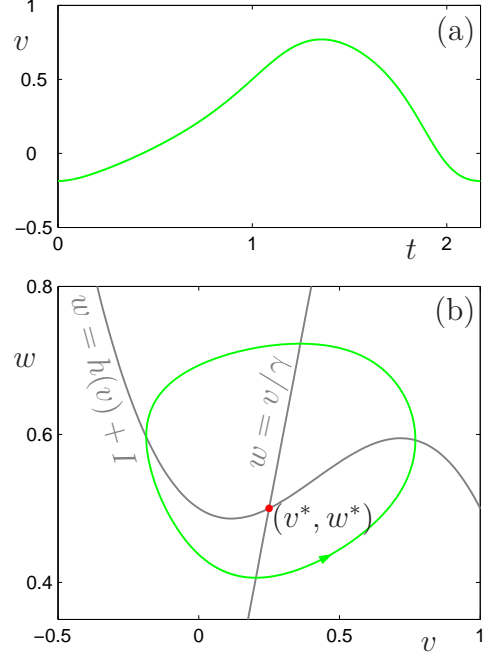 1
(a)
v
0.5
0
-0.5
0
1
t
2
0.8
(b)
w
w = h(v) + I
w = v/γ
0.6
(v*, w*)
0.4
-0.5
0
0.5
v
1